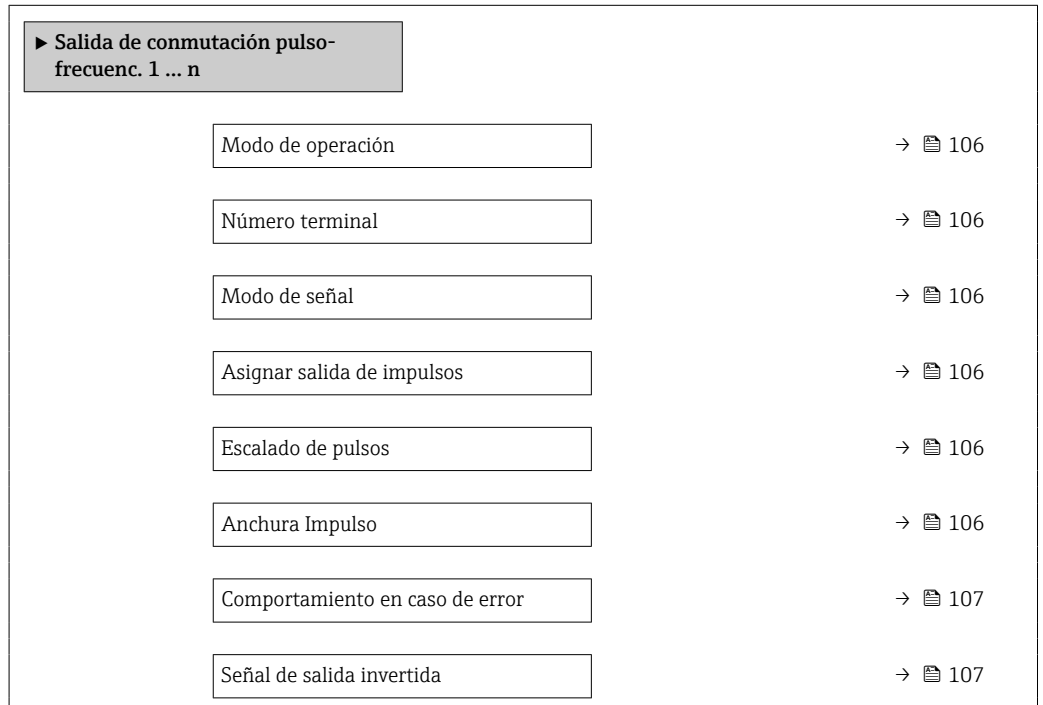 ▶ Salida de conmutación pulso-
frecuenc. 1 ... n
Modo de operación → 106
Número terminal → 106
Modo de señal → 106
Asignar salida de impulsos → 106
Escalado de pulsos → 106
Anchura Impulso → 106
Comportamiento en caso de error → 107
Señal de salida invertida → 107